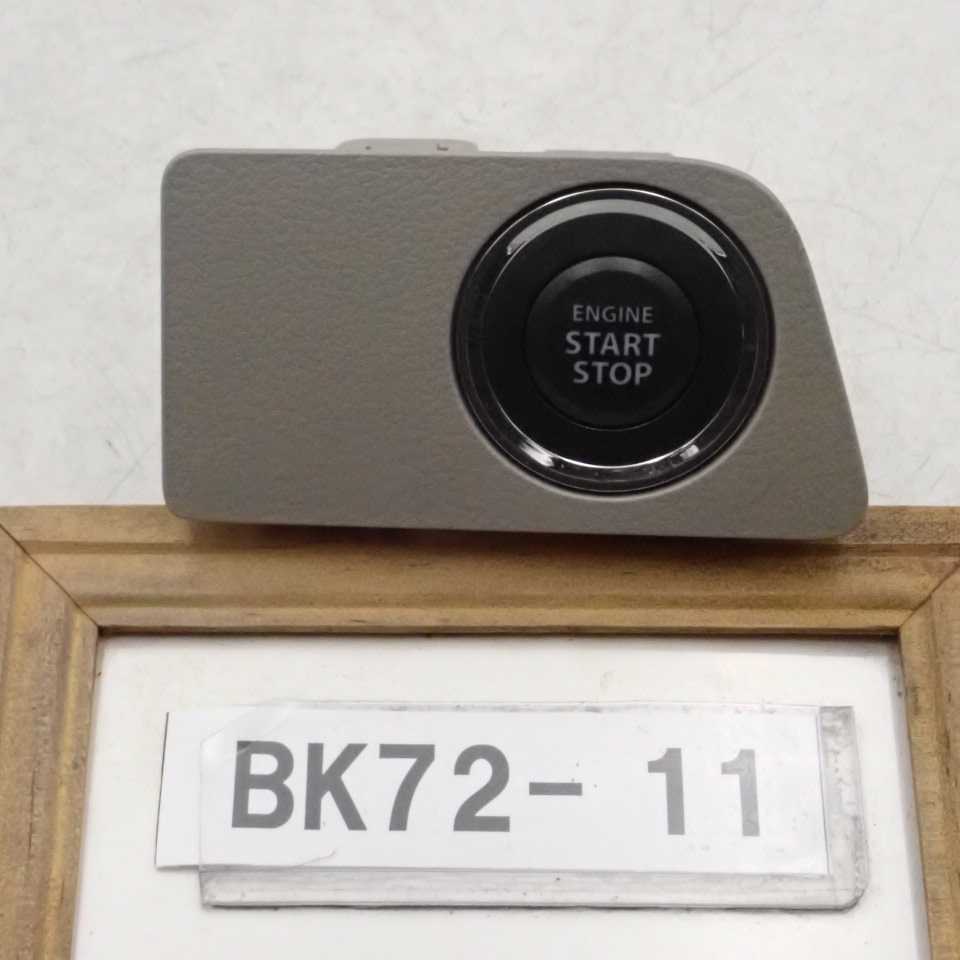 ENGINE
START
STOP
BK72-11